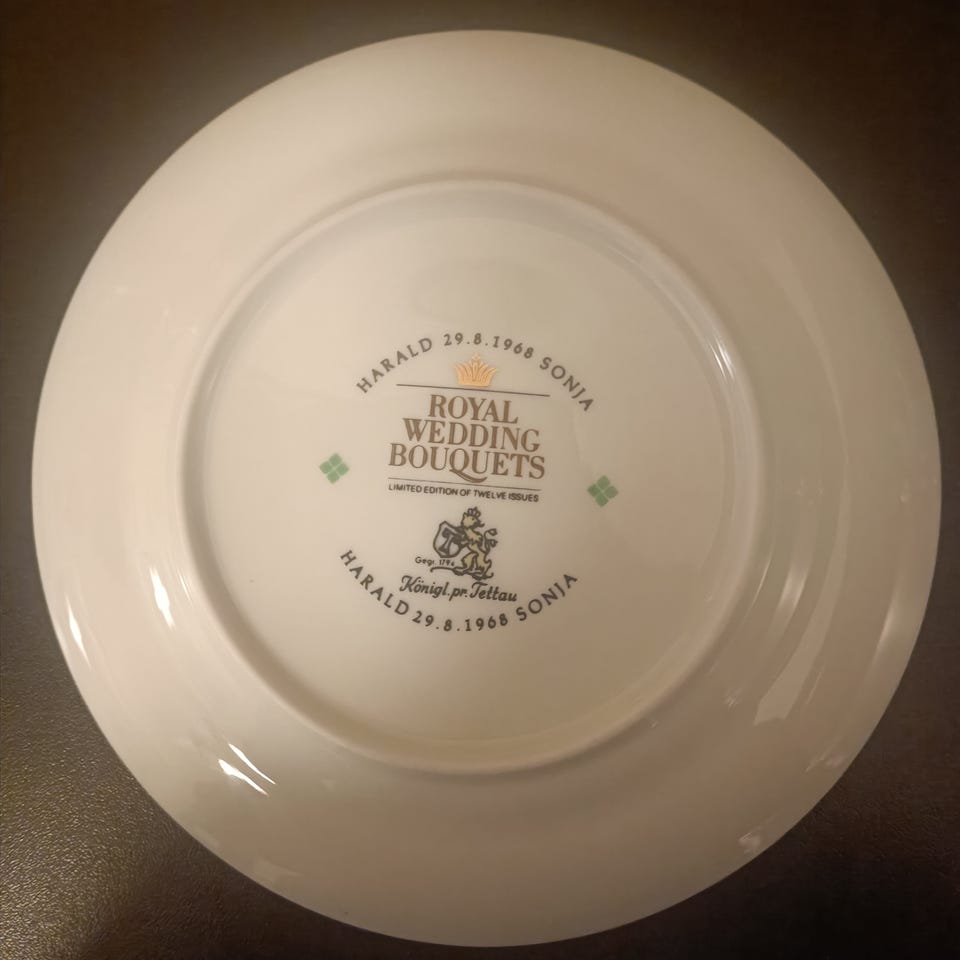 HARALD 29.8.1968 SONJA
ROYAL
WEDDING
BOUQUETS
LIMITED EDITION OF TWELVE ISSUES
Gegr. 1794
Königl. pr. Tettau
HARALD 29.8.1968 SONJA